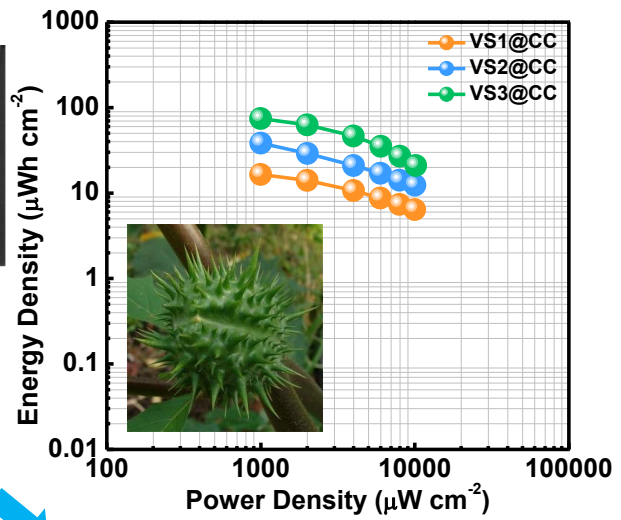 1000
VS1@CC
VS2@CC
VS3@CC
100
10
1
0.1
0.01
Energy Density (μWh cm⁻²)
100 1000 10000 100000
Power Density (μW cm⁻²)